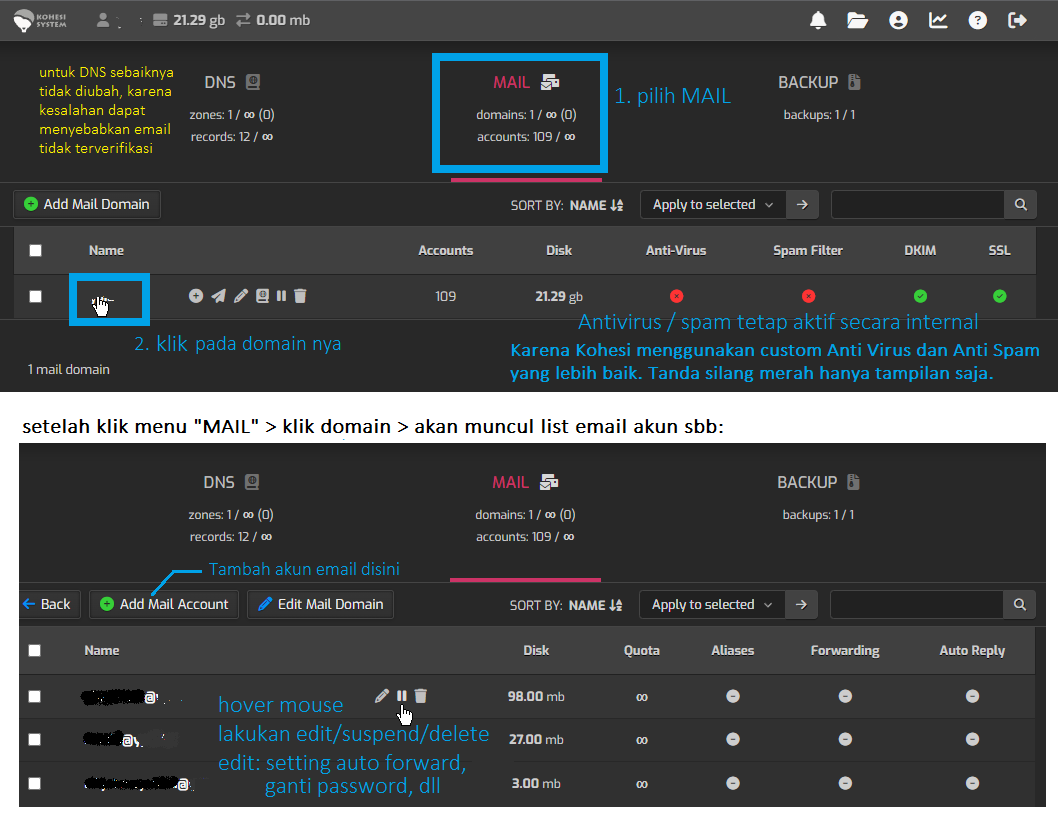 KOHESI
SYSTEM
21.29 gb 0.00 mb
untuk DNS sebaiknya
tidak diubah, karena
kesalahan dapat
menyebabkan email
tidak terverifikasi
DNS
zones: 1 / ∞ (0)
records: 12 / ∞
MAIL
domains: 1 / ∞ (0)
accounts: 109 / ∞
1. pilih MAIL
BACKUP
backups: 1 / 1
Add Mail Domain
SORT BY: NAME
Apply to selected
Name Accounts Disk Anti-Virus Spam Filter DKIM SSL
109 21.29 gb
2. klik pada domain nya
Antivirus / spam tetap aktif secara internal
Karena Kohesi menggunakan custom Anti Virus dan Anti Spam
yang lebih baik. Tanda silang merah hanya tampilan saja.
1 mail domain
setelah klik menu "MAIL" > klik domain > akan muncul list email akun sbb:
DNS
zones: 1 / ∞ (0)
records: 12 / ∞
MAIL
domains: 1 / ∞ (0)
accounts: 109 / ∞
BACKUP
backups: 1 / 1
Tambah akun email disini
Back
Add Mail Account
Edit Mail Domain
SORT BY: NAME
Apply to selected
Name Disk Quota Aliases Forwarding Auto Reply
@ 98.00 mb ∞
@ 27.00 mb ∞
@ 3.00 mb ∞
hover mouse
lakukan edit/suspend/delete
edit: setting auto forward,
ganti password, dll